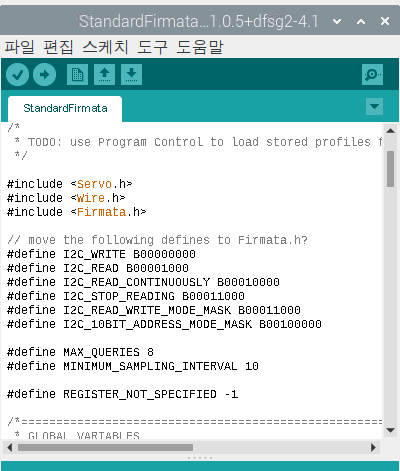 StandardFirmata...1.0.5+dfsg2-4.1
파일 편집 스케치 도구 도움말
StandardFirmata
/*
* TODO: use Program Control to load stored profiles f
*/
#include <Servo.h>
#include <Wire.h>
#include <Firmata.h>
// move the following defines to Firmata.h?
#define I2C_WRITE B00000000
#define I2C_READ B00001000
#define I2C_READ_CONTINUOUSLY B00010000
#define I2C_STOP_READING B00011000
#define I2C_READ_WRITE_MODE_MASK B00011000
#define I2C_10BIT_ADDRESS_MODE_MASK B00100000
#define MAX_QUERIES 8
#define MINIMUM_SAMPLING_INTERVAL 10
#define REGISTER_NOT_SPECIFIED -1
/*==================================================
* GLOBAL VARIABLES